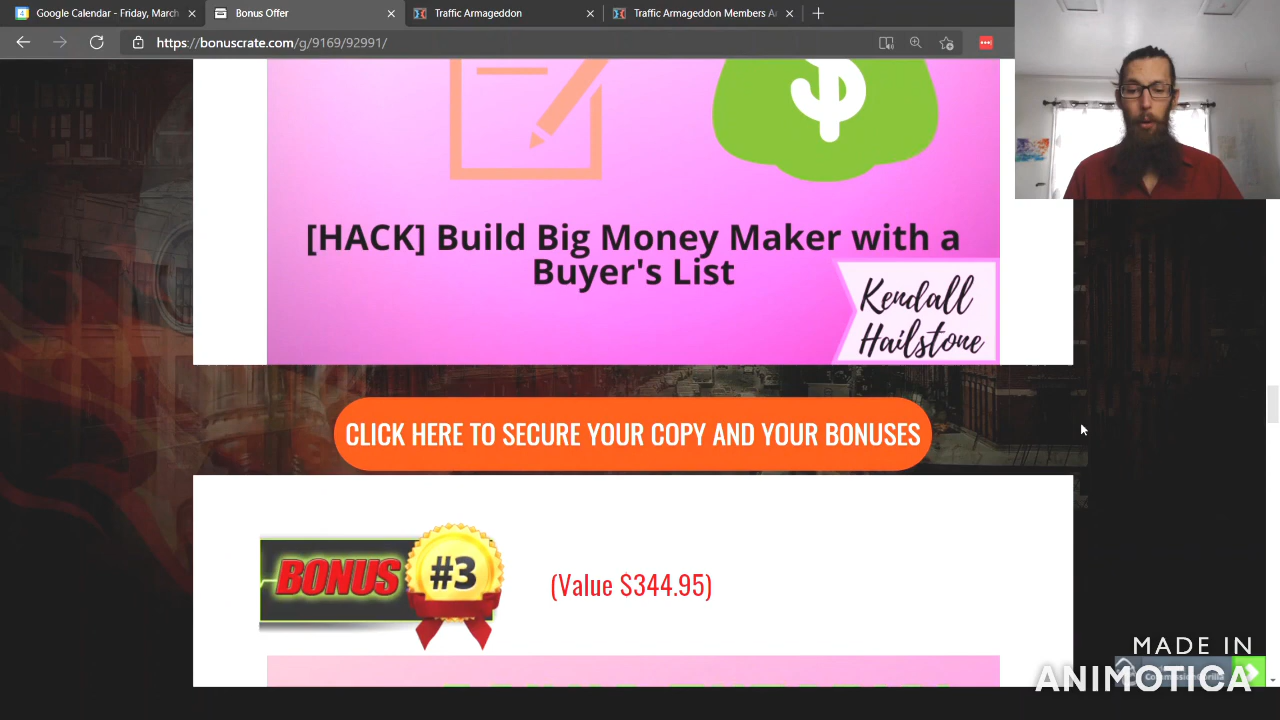 Google Calendar - Friday, March
Bonus Offer
Traffic Armageddon
Traffic Armageddon Members A
https://bonuscrate.com/g/9169/92991/
[HACK] Build Big Money Maker with a
Buyer's List
Kendall
Hailstone
CLICK HERE TO SECURE YOUR COPY AND YOUR BONUSES
BONUS #3
(Value $344.95)
MADE IN
ANIMOTICA